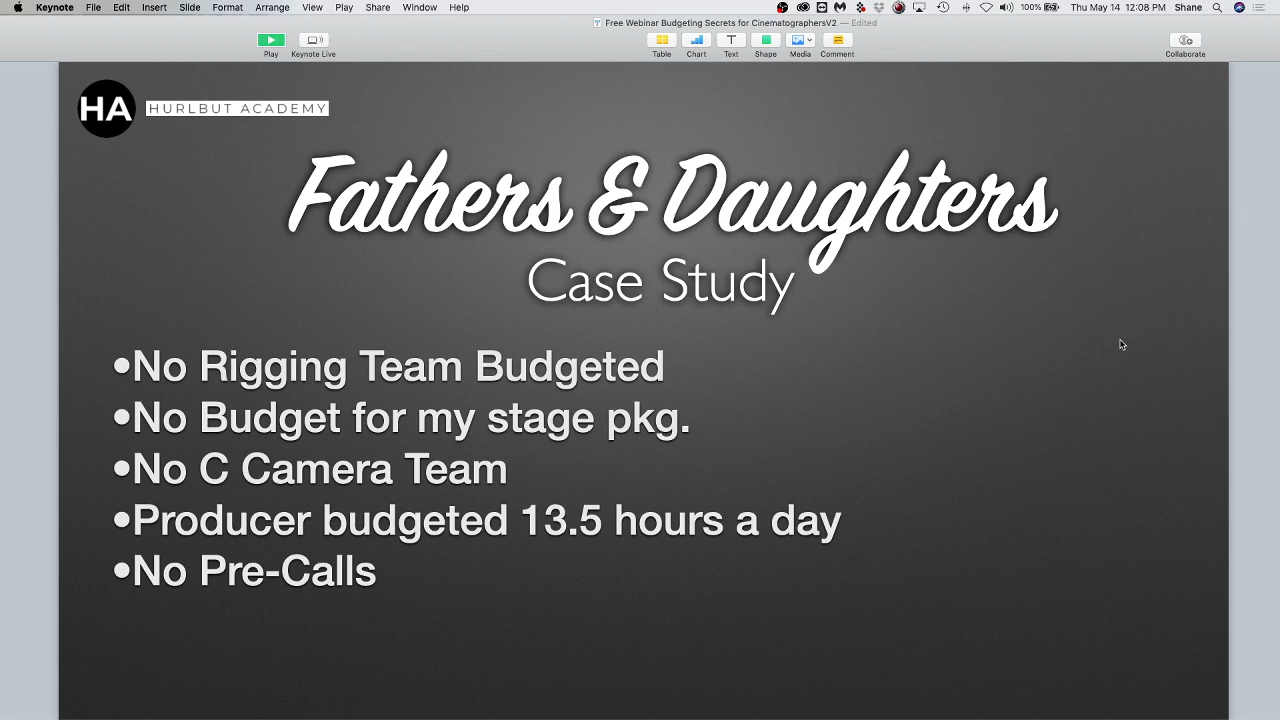 Keynote File Edit Insert Slide Format Arrange View Play Share Window Help 100% Thu May 14 12:08 PM Shane
Free Webinar Budgeting Secrets for CinematographersV2 — Edited
Play Keynote Live Table Chart Text Shape Media Comment Collaborate
HA HURLBUT ACADEMY
Fathers & Daughters
Case Study
•No Rigging Team Budgeted
•No Budget for my stage pkg.
•No C Camera Team
•Producer budgeted 13.5 hours a day
•No Pre-Calls